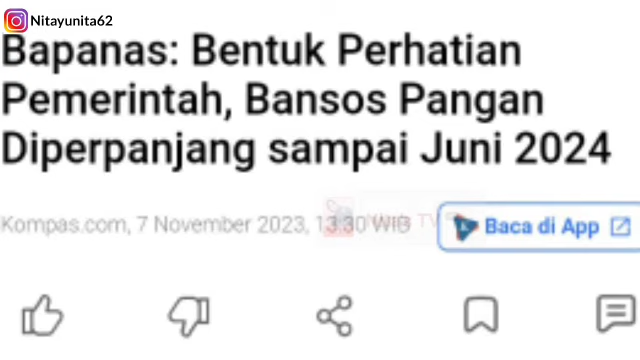 Nitayunita62
Bapanas: Bentuk Perhatian
Pemerintah, Bansos Pangan
Diperpanjang sampai Juni 2024
Kompas.com, 7 November 2023, 13.30 WIB
Baca di App